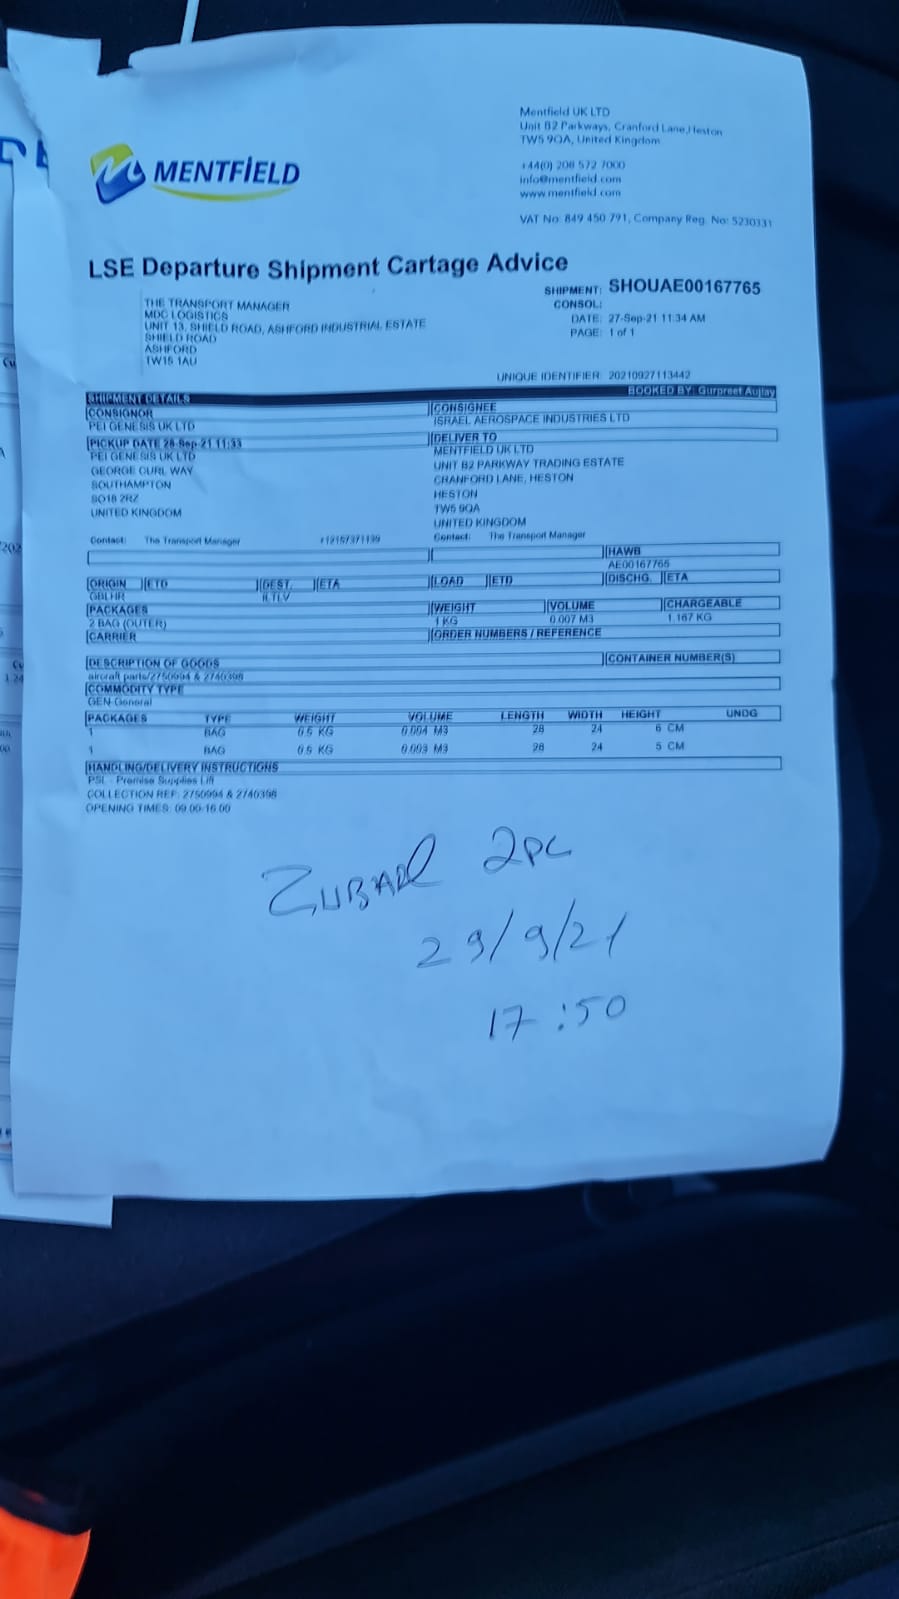 MENTFIELD
Mentfield UK LTD
Unit B2 Parkways, Cranford Lane, Heston
TW5 9QA, United Kingdom
+44(0) 208 572 7000
info@mentfield.com
www.mentfield.com
VAT No: 849 450 791, Company Reg. No: 5230331
LSE Departure Shipment Cartage Advice
THE TRANSPORT MANAGER
MDC LOGISTICS
UNIT 13, SHIELD ROAD, ASHFORD INDUSTRIAL ESTATE
SHIELD ROAD
ASHFORD
TW15 1AU
SHIPMENT: SHOUAE00167765
CONSOL:
DATE: 27-Sep-21 11:34 AM
PAGE: 1 of 1
UNIQUE IDENTIFIER: 20210927113442
SHIPMENT DETAILS BOOKED BY: Gurpreet Aujlay
CONSIGNOR CONSIGNEE
PEI GENESIS UK LTD ISRAEL AEROSPACE INDUSTRIES LTD
PICKUP DATE 28-Sep-21 11:33 DELIVER TO
PEI GENESIS UK LTD MENTFIELD UK LTD
GEORGE CURL WAY UNIT B2 PARKWAY TRADING ESTATE
SOUTHAMPTON CRANFORD LANE, HESTON
SO18 2RZ HESTON
UNITED KINGDOM TW5 9QA
UNITED KINGDOM
Contact: The Transport Manager +12157371139 Contact: The Transport Manager
HAWB
AE00167765
ORIGIN ETD DEST. ETA LOAD ETD DISCHG. ETA
GBLHR ILTLV
PACKAGES WEIGHT VOLUME CHARGEABLE
2 BAG (OUTER) 1 KG 0.007 M3 1.167 KG
CARRIER ORDER NUMBERS / REFERENCE
DESCRIPTION OF GOODS CONTAINER NUMBER(S)
aircraft parts/2750994 & 2740398
COMMODITY TYPE
GEN General
PACKAGES TYPE WEIGHT VOLUME LENGTH WIDTH HEIGHT UNDG
1 BAG 0.5 KG 0.004 M3 28 24 6 CM
1 BAG 0.5 KG 0.003 M3 28 24 5 CM
HANDLING/DELIVERY INSTRUCTIONS
PSL - Premise Supplies Lift
COLLECTION REF: 2750994 & 2740398
OPENING TIMES: 09.00-16.00
2PC
29/9/21
17:50